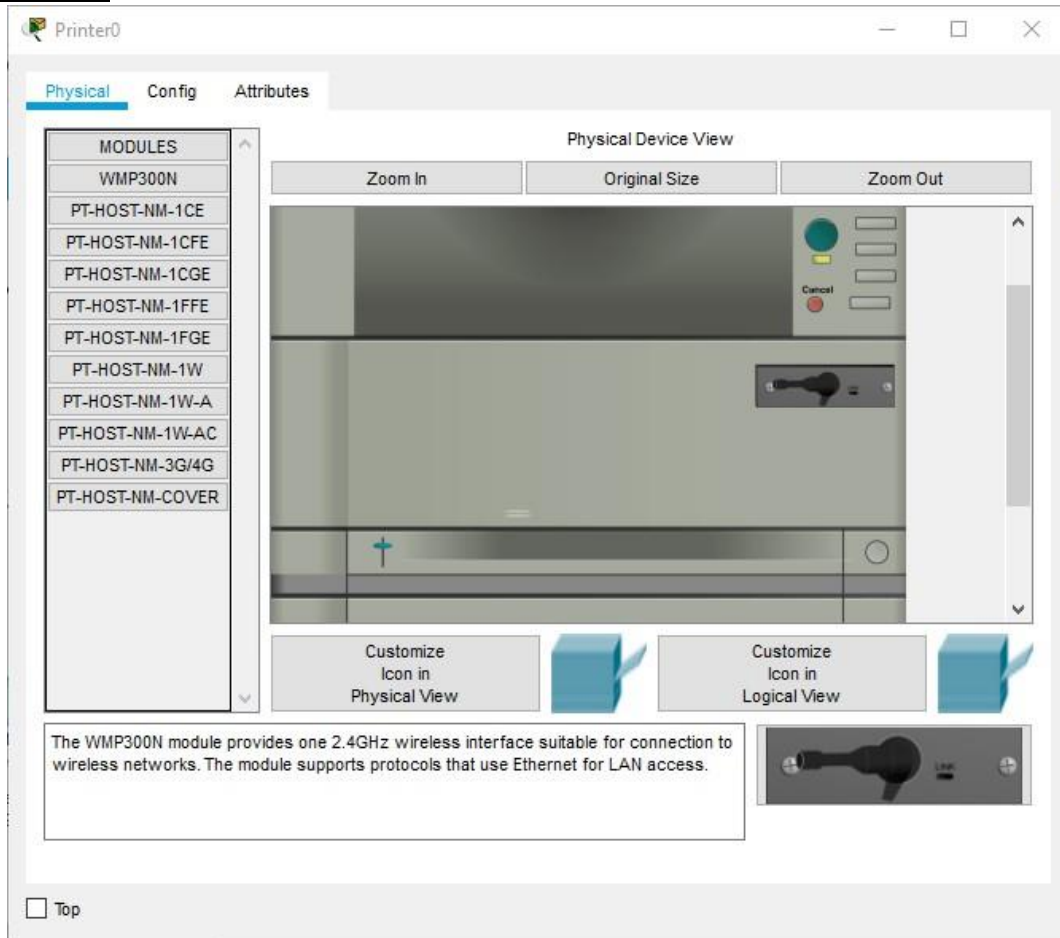 Printer0
Physical Config Attributes
MODULES
WMP300N
PT-HOST-NM-1CE
PT-HOST-NM-1CFE
PT-HOST-NM-1CGE
PT-HOST-NM-1FFE
PT-HOST-NM-1FGE
PT-HOST-NM-1W
PT-HOST-NM-1W-A
PT-HOST-NM-1W-AC
PT-HOST-NM-3G/4G
PT-HOST-NM-COVER
Physical Device View
Zoom In Original Size Zoom Out
Cancel
Customize
Icon in
Physical View
Customize
Icon in
Logical View
The WMP300N module provides one 2.4GHz wireless interface suitable for connection to
wireless networks. The module supports protocols that use Ethernet for LAN access.
LINK
Top